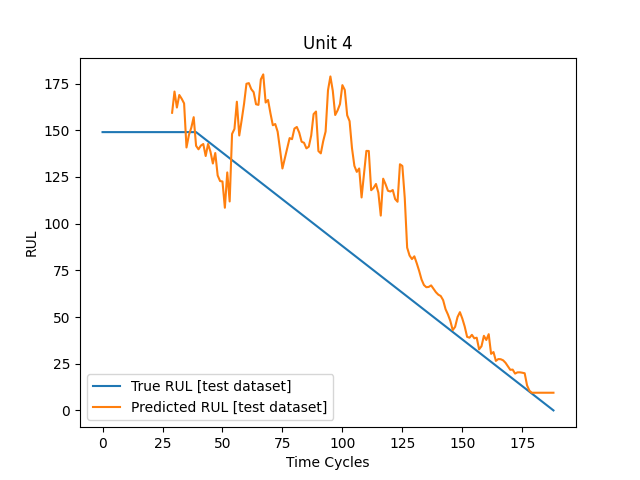 Unit 4
RUL
175
150
125
100
75
50
25
0
True RUL [test dataset]
Predicted RUL [test dataset]
0 25 50 75 100 125 150 175
Time Cycles